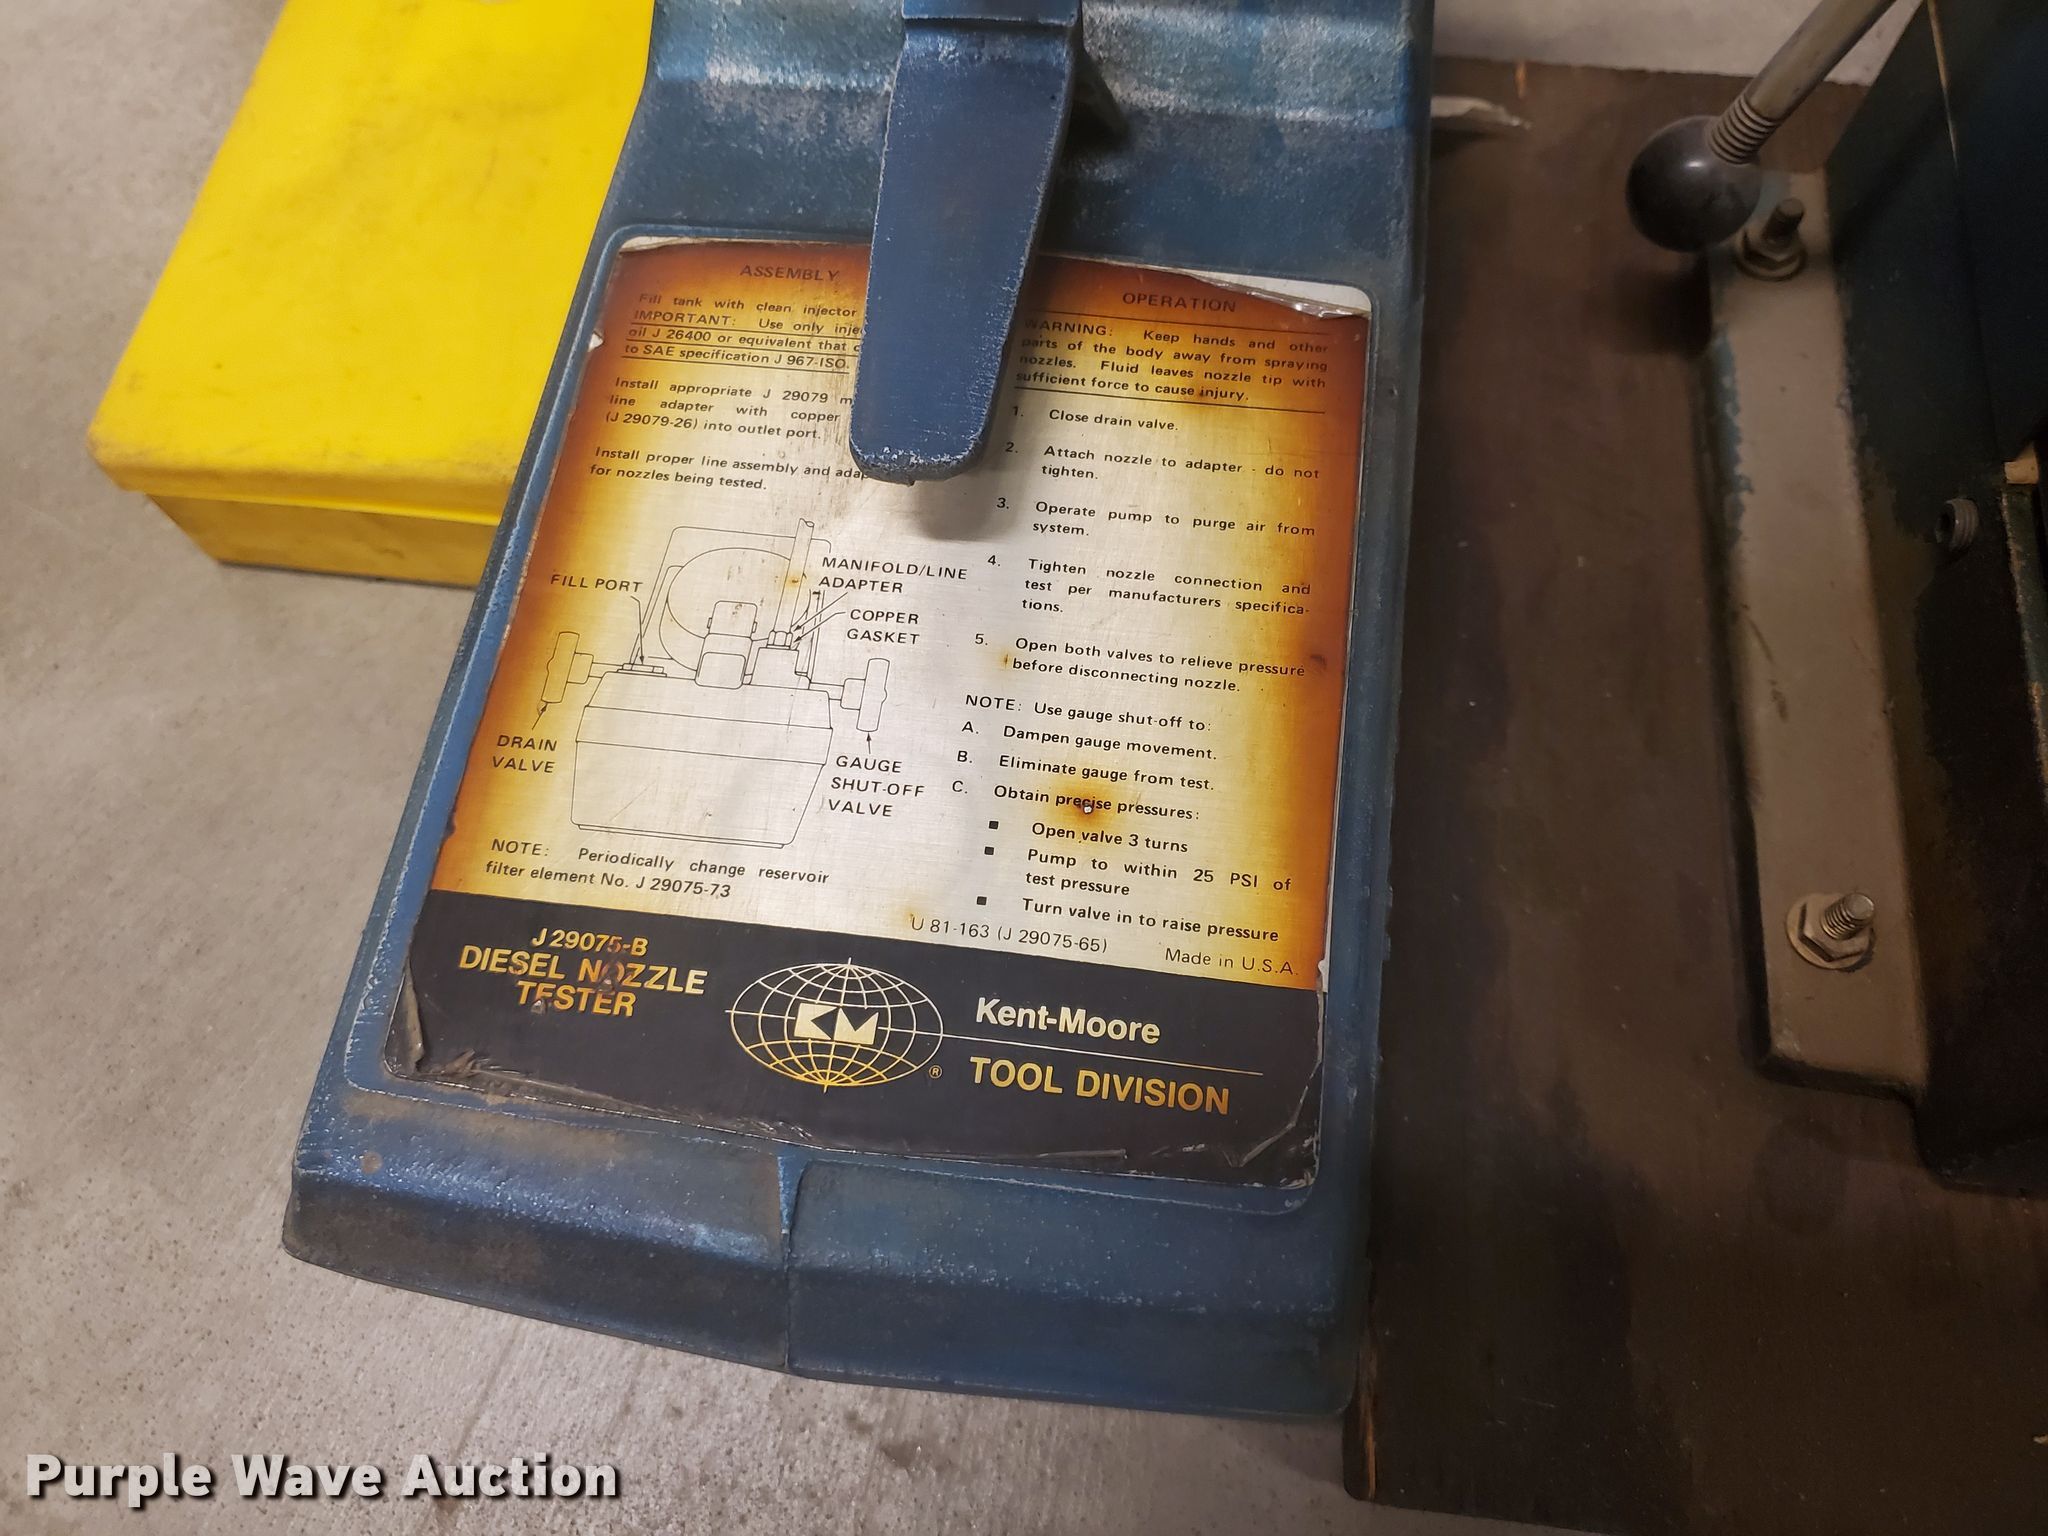 ASSEMBLY
Fill tank with clean injector
IMPORTANT: Use only
oil J 26400 or equivalent that
to SAE specification J 967-ISO.
Install appropriate J 29079
line adapter with copper
(J 29079-26) into outlet port.
Install proper line assembly and
for nozzles being tested.
MANIFOLD/LINE
ADAPTER
FILL PORT
COPPER
GASKET
DRAIN
VALVE
GAUGE
SHUT-OFF
VALVE
NOTE: Periodically change reservoir
filter element No. J 29075-73
OPERATION
WARNING: Keep hands and other
parts of the body away from spraying
nozzles. Fluid leaves nozzle tip with
sufficient force to cause injury.
1. Close drain valve.
2. Attach nozzle to adapter - do not
tighten.
3. Operate pump to purge air from
system.
4. Tighten nozzle connection and
test per manufacturers specifica-
tions.
5. Open both valves to relieve pressure
before disconnecting nozzle.
NOTE: Use gauge shut-off to:
A. Dampen gauge movement.
B. Eliminate gauge from test.
C. Obtain precise pressures:
■ Open valve 3 turns
■ Pump to within 25 PSI of
test pressure
■ Turn valve in to raise pressure
U 81-163 (J 29075-65)
Made in U.S.A.
J 29075-B
DIESEL NOZZLE
TESTER
KM
®
Kent-Moore
TOOL DIVISION
Purple Wave Auction